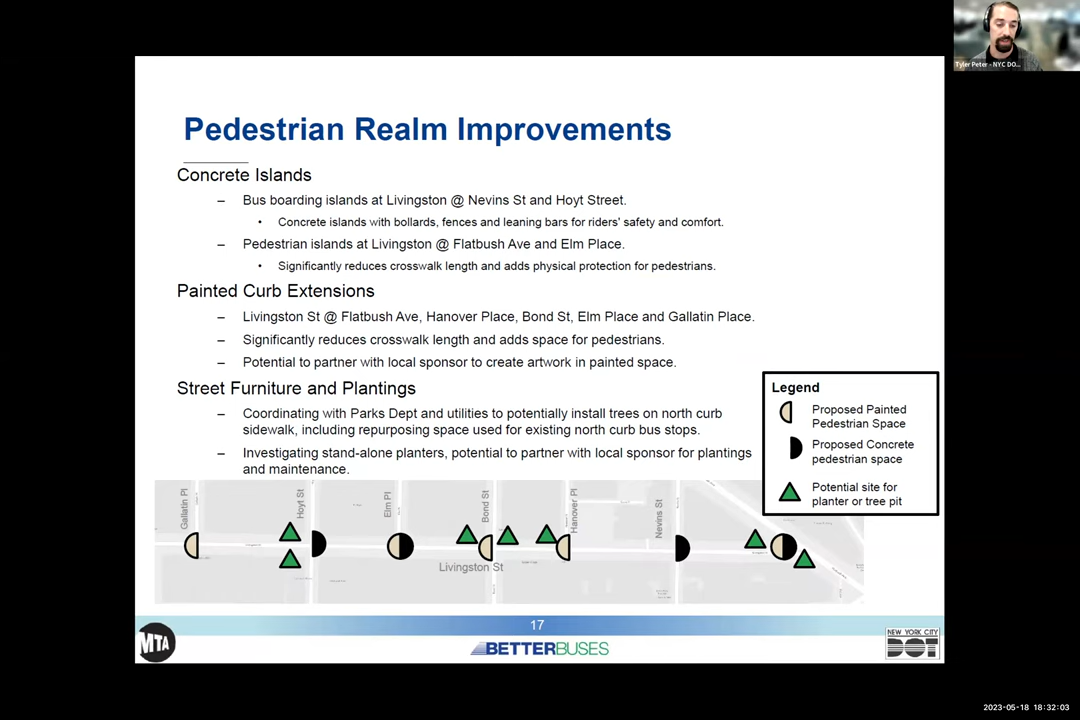 Tyler Peter - NYC DO...
Pedestrian Realm Improvements
Concrete Islands
– Bus boarding islands at Livingston @ Nevins St and Hoyt Street.
• Concrete islands with bollards, fences and leaning bars for riders' safety and comfort.
– Pedestrian islands at Livingston @ Flatbush Ave and Elm Place.
• Significantly reduces crosswalk length and adds physical protection for pedestrians.
Painted Curb Extensions
– Livingston St @ Flatbush Ave, Hanover Place, Bond St, Elm Place and Gallatin Place.
– Significantly reduces crosswalk length and adds space for pedestrians.
– Potential to partner with local sponsor to create artwork in painted space.
Street Furniture and Plantings
– Coordinating with Parks Dept and utilities to potentially install trees on north curb
sidewalk, including repurposing space used for existing north curb bus stops.
– Investigating stand-alone planters, potential to partner with local sponsor for plantings
and maintenance.
Legend
Proposed Painted
Pedestrian Space
Proposed Concrete
pedestrian space
Potential site for
planter or tree pit
Gallatin Pl
Hoyt St
Elm Pl
Bond St
Hanover Pl
Nevins St
Livingston St
17
MTA
BETTERBUSES
NEW YORK CITY
DOT
2023-05-18 18:32:03